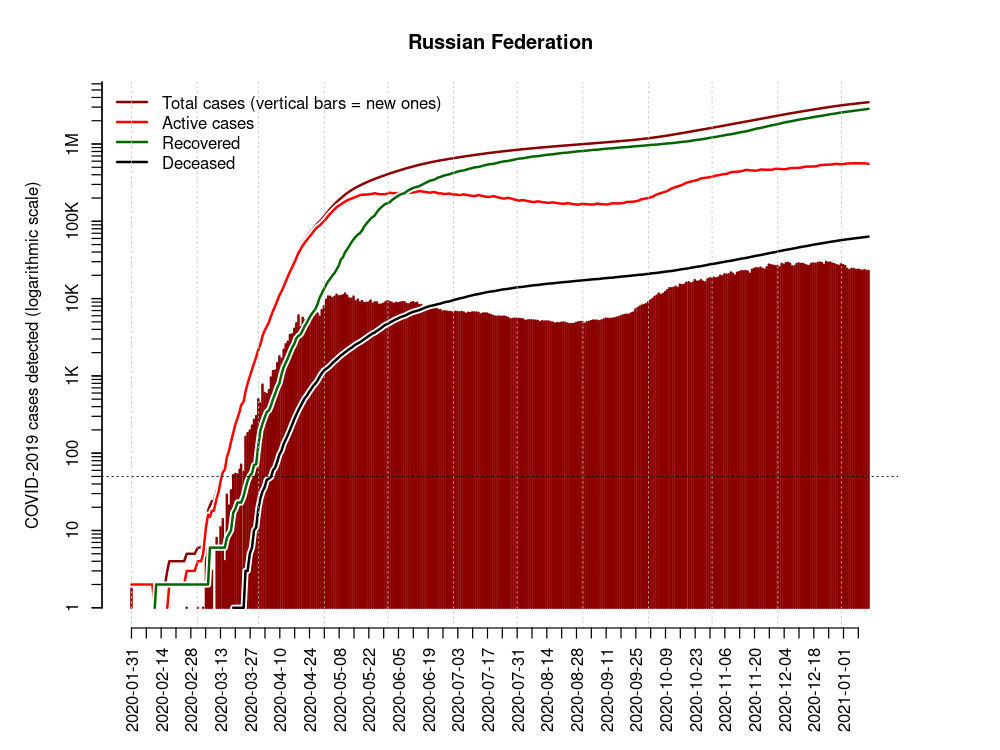 Russian Federation
Total cases (vertical bars = new ones)
Active cases
Recovered
Deceased
COVID-2019 cases detected (logarithmic scale)
1M
100K
10K
1K
100
10
1
2020-01-31
2020-02-14
2020-02-28
2020-03-13
2020-03-27
2020-04-10
2020-04-24
2020-05-08
2020-05-22
2020-06-05
2020-06-19
2020-07-03
2020-07-17
2020-07-31
2020-08-14
2020-08-28
2020-09-11
2020-09-25
2020-10-09
2020-10-23
2020-11-06
2020-11-20
2020-12-04
2020-12-18
2021-01-01